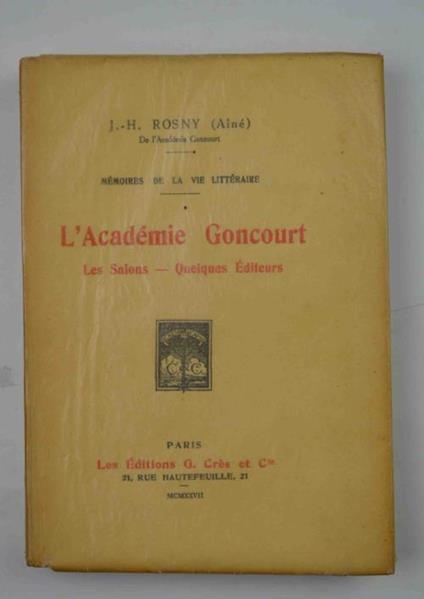 J.-H. ROSNY (Aîné)
De l'Académie Goncourt
MÉMOIRES DE LA VIE LITTÉRAIRE
L'Académie Goncourt
Les Salons — Quelques Éditeurs
PARIS
Les Éditions G. Crès et Cie
21, RUE HAUTEFEUILLE, 21
MCMXXVII